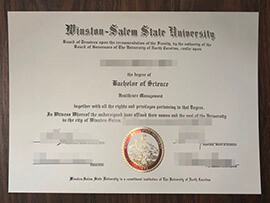 Winston-Salem State University
Board of Trustees upon the recommendation of the Faculty, by the authority of the
Board of Governors of The University of North Carolina, confer upon
the degree of
Bachelor of Science
Healthcare Management
together with all the rights and privileges pertaining to that Degree.
In Witness Whereof the undersigned have affixed their names and the seal of the University
in the city of Winston-Salem,
Winston-Salem State University is a constituent institution of The University of North Carolina